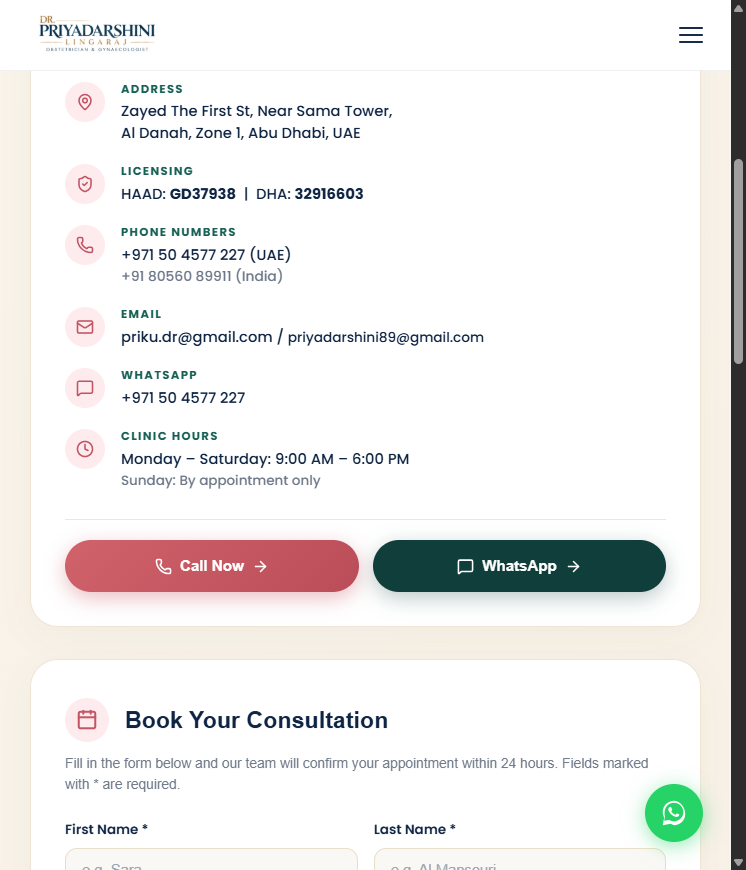 DR.
PRIYADARSHINI
LINGARAJ
OBSTETRICIAN & GYNAECOLOGIST
ADDRESS
Zayed The First St, Near Sama Tower,
Al Danah, Zone 1, Abu Dhabi, UAE
LICENSING
HAAD: GD37938 | DHA: 32916603
PHONE NUMBERS
+971 50 4577 227 (UAE)
+91 80560 89911 (India)
EMAIL
priku.dr@gmail.com / priyadarshini89@gmail.com
WHATSAPP
+971 50 4577 227
CLINIC HOURS
Monday – Saturday: 9:00 AM – 6:00 PM
Sunday: By appointment only
Call Now →
WhatsApp →
Book Your Consultation
Fill in the form below and our team will confirm your appointment within 24 hours. Fields marked
with * are required.
First Name *
Last Name *
e.g. Sara
e.g. Al Mansouri